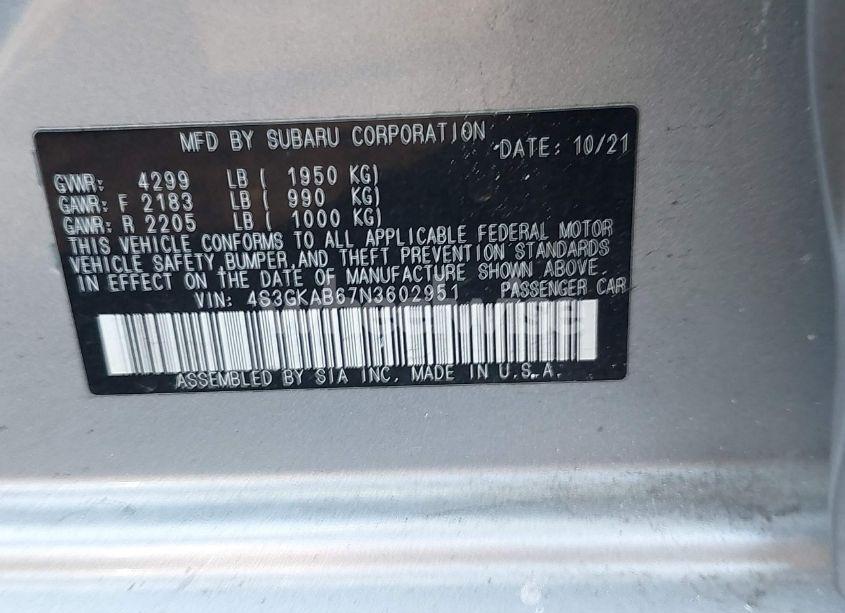 MFD BY SUBARU CORPORATION DATE: 10/21
GVWR: 4299 LB ( 1950 KG)
GAWR: F 2183 LB ( 990 KG)
GAWR: R 2205 LB ( 1000 KG)
THIS VEHICLE CONFORMS TO ALL APPLICABLE FEDERAL MOTOR
VEHICLE SAFETY,BUMPER,AND THEFT PREVENTION STANDARDS
IN EFFECT ON THE DATE OF MANUFACTURE SHOWN ABOVE.
VIN: 4S3GKAB67N3602951 PASSENGER CAR
ASSEMBLED BY SIA INC. MADE IN U.S.A.